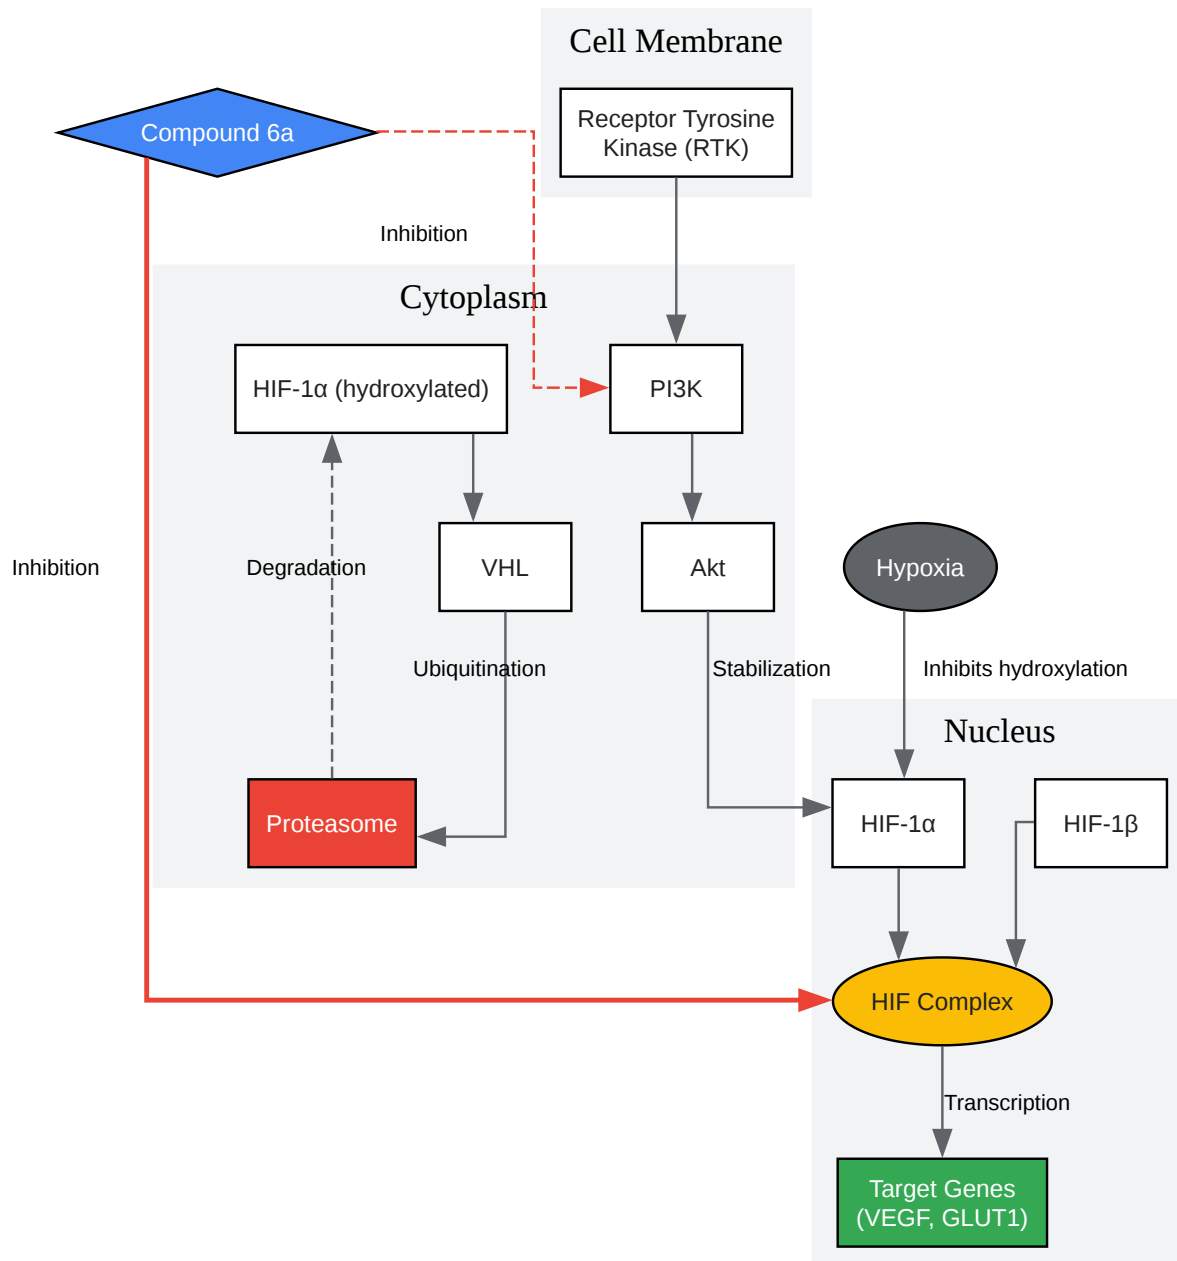 Cell Membrane
Compound 6a
Receptor Tyrosine
Kinase (RTK)
Inhibition
Cytoplasm
HIF-1α (hydroxylated)
PI3K
Inhibition
Degradation
VHL
Akt
Hypoxia
Ubiquitination
Stabilization
Inhibits hydroxylation
Nucleus
Proteasome
HIF-1α
HIF-1β
HIF Complex
Transcription
Target Genes
(VEGF, GLUT1)